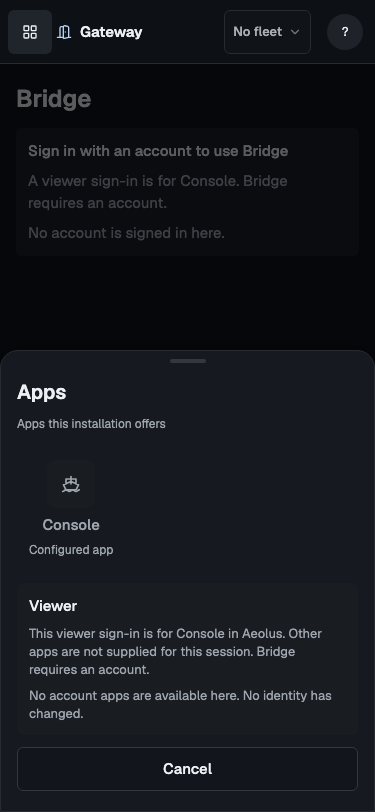 Gateway
No fleet
?
Bridge
Sign in with an account to use Bridge
A viewer sign-in is for Console. Bridge
requires an account.
No account is signed in here.
Apps
Apps this installation offers
Console
Configured app
Viewer
This viewer sign-in is for Console in Aeolus. Other
apps are not supplied for this session. Bridge
requires an account.
No account apps are available here. No identity has
changed.
Cancel